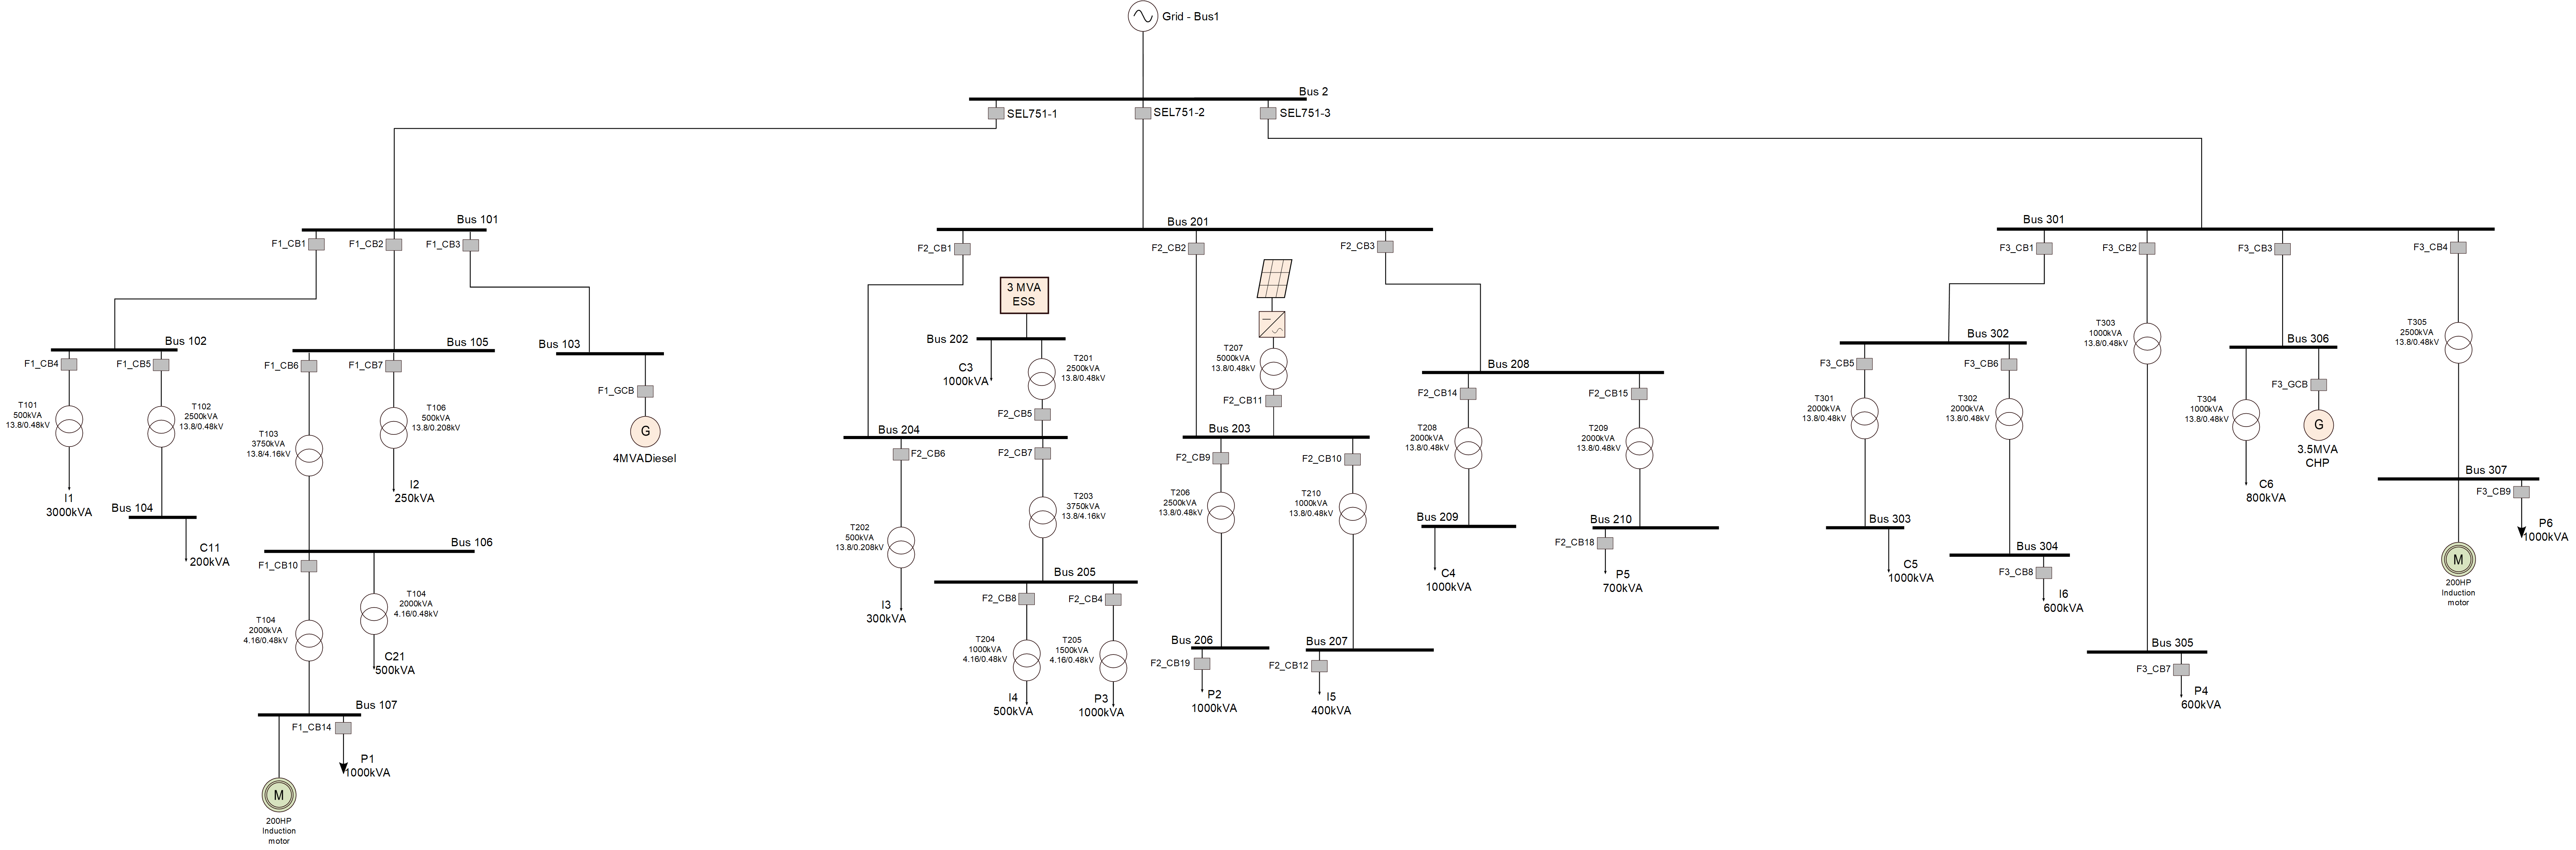 Grid - Bus1
Bus 2
SEL751-1
SEL751-2
SEL751-3
Bus 101
F1_CB1
F1_CB2
F1_CB3
Bus 102
F1_CB4
F1_CB5
T101
500kVA
13.8/0.48kV
T102
2500kVA
13.8/0.48kV
I1
3000kVA
Bus 104
C11
200kVA
Bus 105
F1_CB6
F1_CB7
T103
3750kVA
13.8/4.16kV
T106
500kVA
13.8/0.208kV
I2
250kVA
Bus 103
F1_GCB
G
4MVADiesel
Bus 106
F1_CB10
T104
2000kVA
4.16/0.48kV
T104
2000kVA
4.16/0.48kV
C21
500kVA
Bus 107
F1_CB14
P1
1000kVA
M
200HP
Induction
motor
Bus 201
F2_CB1
F2_CB2
F2_CB3
3 MVA
ESS
Bus 202
C3
1000kVA
T201
2500kVA
13.8/0.48kV
F2_CB5
Bus 204
F2_CB6
F2_CB7
T202
500kVA
13.8/0.208kV
I3
300kVA
T203
3750kVA
13.8/4.16kV
Bus 205
F2_CB8
F2_CB4
T204
1000kVA
4.16/0.48kV
T205
1500kVA
4.16/0.48kV
I4
500kVA
P3
1000kVA
T207
5000kVA
13.8/0.48kV
F2_CB11
Bus 203
F2_CB9
F2_CB10
T206
2500kVA
13.8/0.48kV
T210
1000kVA
13.8/0.48kV
Bus 206
F2_CB19
P2
1000kVA
Bus 207
F2_CB12
I5
400kVA
Bus 208
F2_CB14
F2_CB15
T208
2000kVA
13.8/0.48kV
T209
2000kVA
13.8/0.48kV
Bus 209
C4
1000kVA
Bus 210
F2_CB18
P5
700kVA
Bus 301
F3_CB1
F3_CB2
F3_CB3
F3_CB4
Bus 302
F3_CB5
F3_CB6
T301
2000kVA
13.8/0.48kV
T302
2000kVA
13.8/0.48kV
Bus 303
C5
1000kVA
Bus 304
F3_CB8
I6
600kVA
T303
1000kVA
13.8/0.48kV
Bus 305
F3_CB7
P4
600kVA
Bus 306
F3_GCB
T304
1000kVA
13.8/0.48kV
G
3.5MVA
CHP
C6
800kVA
T305
2500kVA
13.8/0.48kV
Bus 307
F3_CB9
P6
1000kVA
M
200HP
Induction
motor